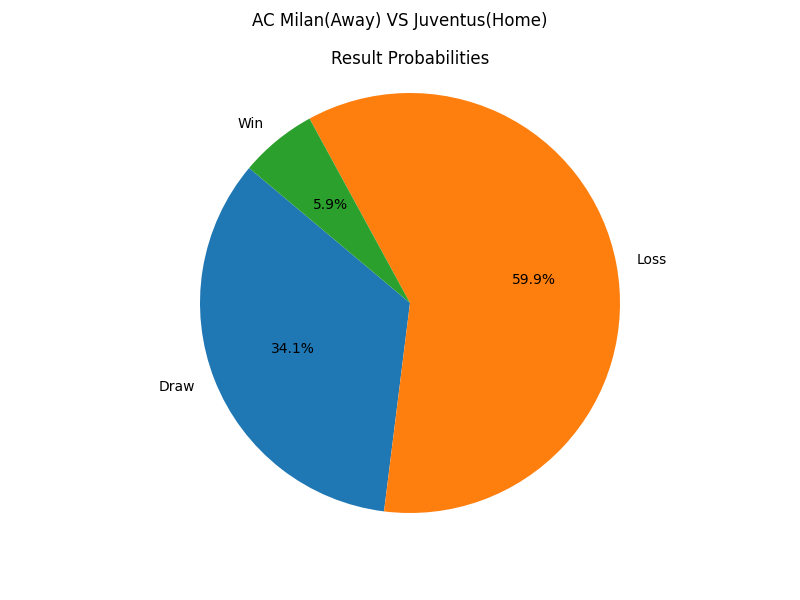 AC Milan(Away) VS Juventus(Home)
Result Probabilities
Win
5.9%
Loss
59.9%
34.1%
Draw